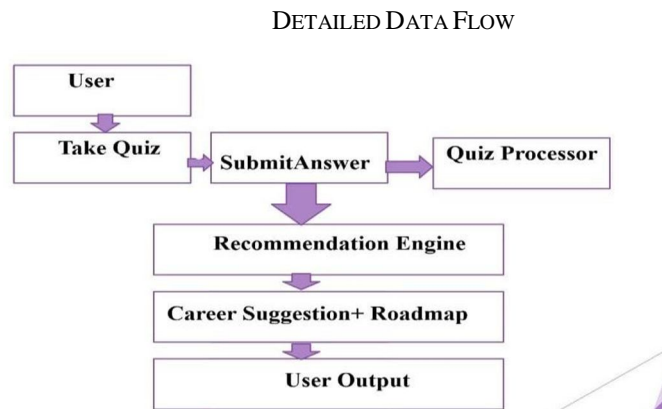 DETAILED DATA FLOW
User
Take Quiz
SubmitAnswer
Quiz Processor
Recommendation Engine
Career Suggestion+ Roadmap
User Output